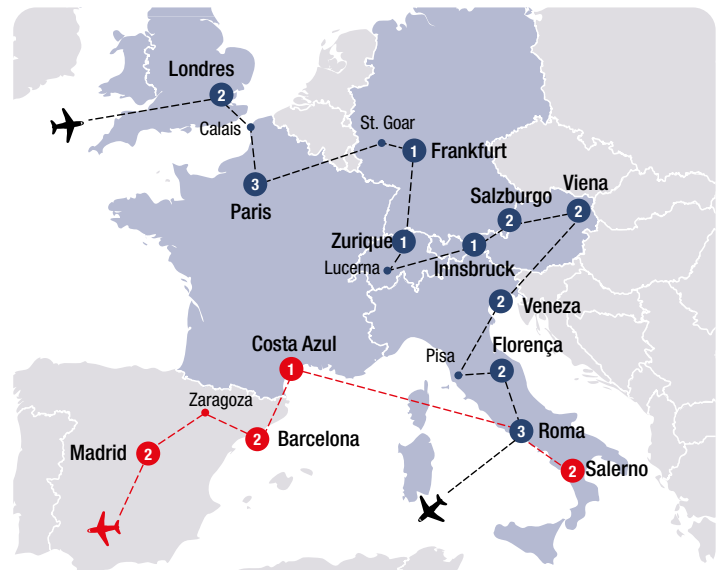 Londres
2
Calais
St. Goar
1
Frankfurt
3
Paris
Salzburgo
Viena
2
2
Zurique
1
1
Innsbruck
Lucerna
2
Veneza
Costa Azul
1
Florença
Pisa
2
Zaragoza
Madrid
2
2
Barcelona
3
Roma
2
Salerno